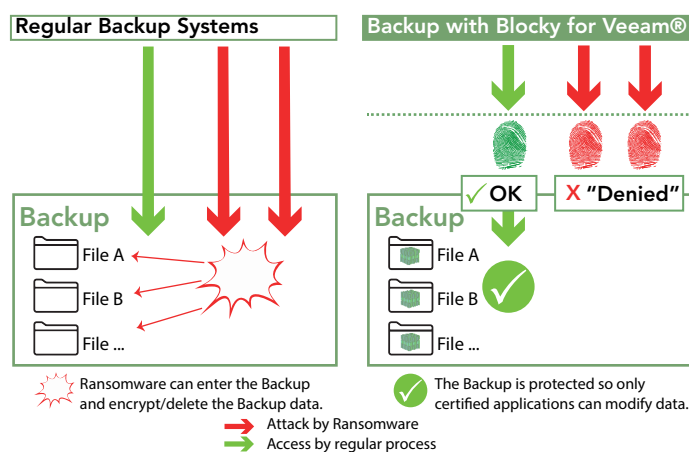 Regular Backup Systems
Backup with Blocky for Veeam®
✓ OK
X "Denied"
Backup
File A
File B
File ...
Backup
File A
File B
File ...
Ransomware can enter the Backup
and encrypt/delete the Backup data.
The Backup is protected so only
certified applications can modify data.
Attack by Ransomware
Access by regular process